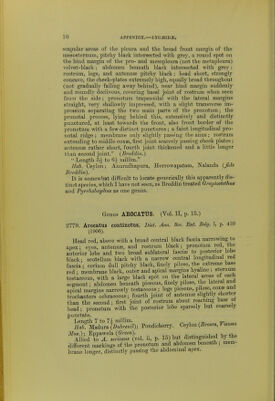 10 APPENDIX.—LYGÆIDÆ.
scapular areas of the pleura and the broad front margin of the
mesosternum, pitchy black intersected with grey, a round spot on
the hind margin of the pro- and mesopleura (not the metapleura)
velvet-black; abdomen beneath black intersected with grey;
rostrum, legs, and antennæ pitchy black; head short, strongly
convex, the cheek-plates extremely high, equally broad throughout
(not gradually falling away behind), near hind margin suddenly
and roundly declivous, covering basal joint of rostrum when seen
from the side; pronotum trapezoidal with the lateral margins
straight, very shallowly impressed, with a slight transverse im-
pression separating the two main parts of the pronotum; the
pronotal process, lying behind this, extensively and distinctly
punctured, at least towards the front, also front border of the
pronotum with a few distinct punctures; a faint longitudinal pro-
notal ridge; membrane only slightly passing the anus; rostrum
extending to middle coxæ, first joint scarcely passing cheek plates;
antennæ rather short, fourth joint thickened and a little longer
than second joint." (Breddin.)
" Length 5½ to 6½ millim."
Hab. Ceylon; Anuradhapura, Horrowapotan, Nalanda (fide
Breddin).
It is somewhat difficult to locate generically this apparently dis-
tinct species, which I have not seen, as Breddin treated Graptostethus
and Pyrrhobaphus as one genus.
Genus AROCATUS. (Vol. II, p. 15.)
2779. Arocatus continctus, Dist. Ann. Soc. Ent. Belg. l, p. 410
(1906).
Head red, above with a broad central black fascia narrowing to
apex; eyes, antennæ, and rostrum black; pronotum red, the
anterior lobe and two broad sublateral fasciæ to posterior lobe
black; scutellum black with a narrow central longitudinal red
fascia; corium dull pitchy black, finely pilose, the extreme base
red; membrane black, outer and apical margins hyaline; sternum
testaceous, with a large black spot on the lateral areas of each
segment; abdomen beneath piceous, finely pilose, the lateral and
apical margins narrowly testaceous; legs piceous, pilose, coxæ and
trochanters ochraceous; fourth joint of antennæ slightly shorter
than the second; first joint of rostrum about reaching base of
head; pronotum with the posterior lobe sparsely but coarsely
punctate.
Length 7 to 7½ millim.
Hab. Madura (Dubreuil); Pondicherry. Ceylon (Breorn, Vienna
Mus.); Eppawela (Green).
Allied to A. sericans (vol. ii, p. 15) but distinguished by the
different markings of the pronotum and abdomen beneath; mem-
brane longer, distinctly passing the abdominal apex.